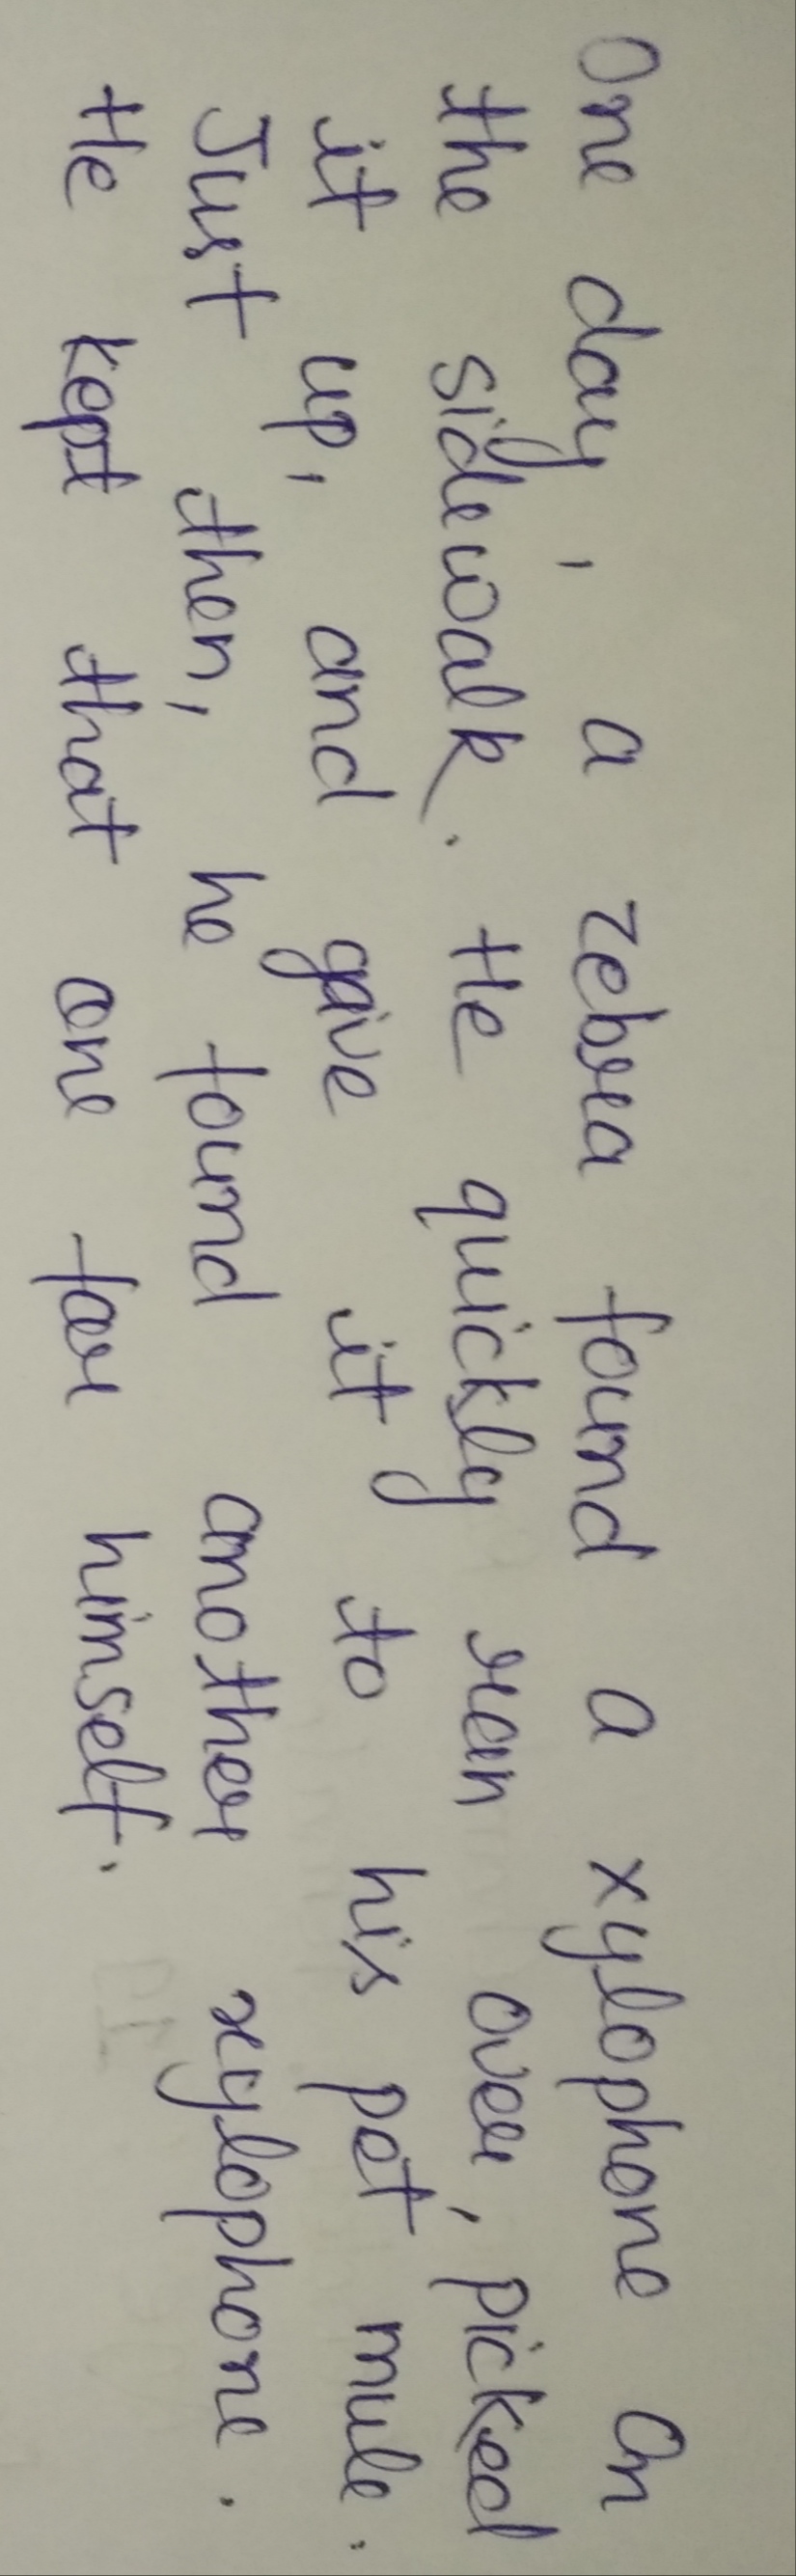 One day, a zebra found a xylophone On
the sidewalk. He quickly ran over, picked
it up, and gave it to his pet mule.
Just then, he found another xylophone.
He kept that one for himself.